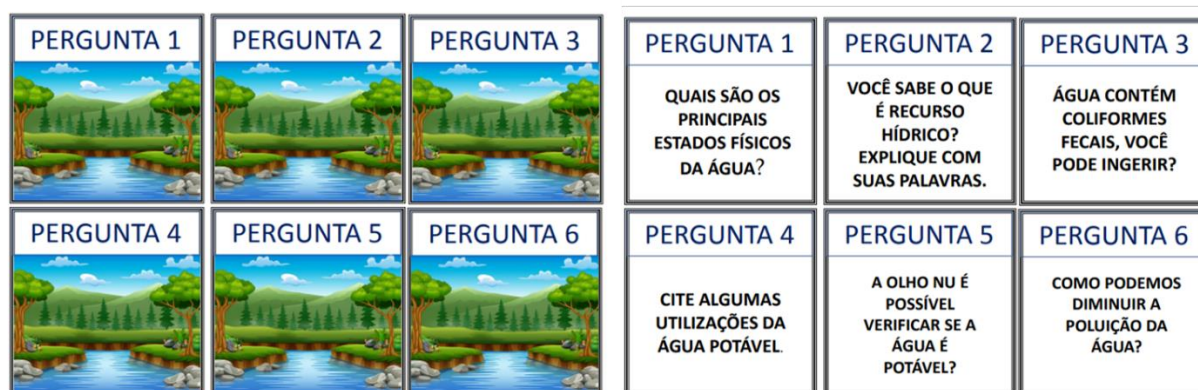 PERGUNTA 1
PERGUNTA 2
PERGUNTA 3
PERGUNTA 4
PERGUNTA 5
PERGUNTA 6
PERGUNTA 1
QUAIS SÃO OS
PRINCIPAIS
ESTADOS FÍSICOS
DA ÁGUA?
PERGUNTA 2
VOCÊ SABE O QUE
É RECURSO
HÍDRICO?
EXPLIQUE COM
SUAS PALAVRAS.
PERGUNTA 3
ÁGUA CONTÉM
COLIFORMES
FECAIS, VOCÊ
PODE INGERIR?
PERGUNTA 4
CITE ALGUMAS
UTILIZAÇÕES DA
ÁGUA POTÁVEL.
PERGUNTA 5
A OLHO NU É
POSSÍVEL
VERIFICAR SE A
ÁGUA É
POTÁVEL?
PERGUNTA 6
COMO PODEMOS
DIMINUIR A
POLUIÇÃO DA
ÁGUA?